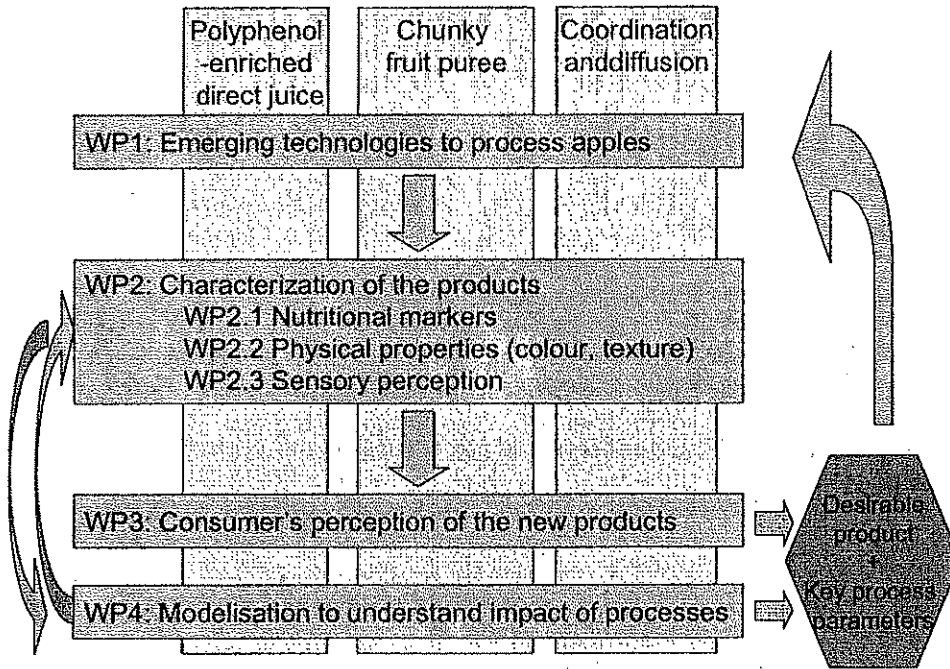 Polyphenol
-enriched
direct juice
Chunky
fruit puree
Coordination
anddiffusion
WP1: Emerging technologies to process apples
WP2: Characterization of the products
WP2.1 Nutritional markers
WP2.2 Physical properties (colour, texture)
WP2.3 Sensory perception
WP3: Consumer's perception of the new products
WP4: Modelisation to understand impact of processes
Desirable
product
+
Key process
parameters